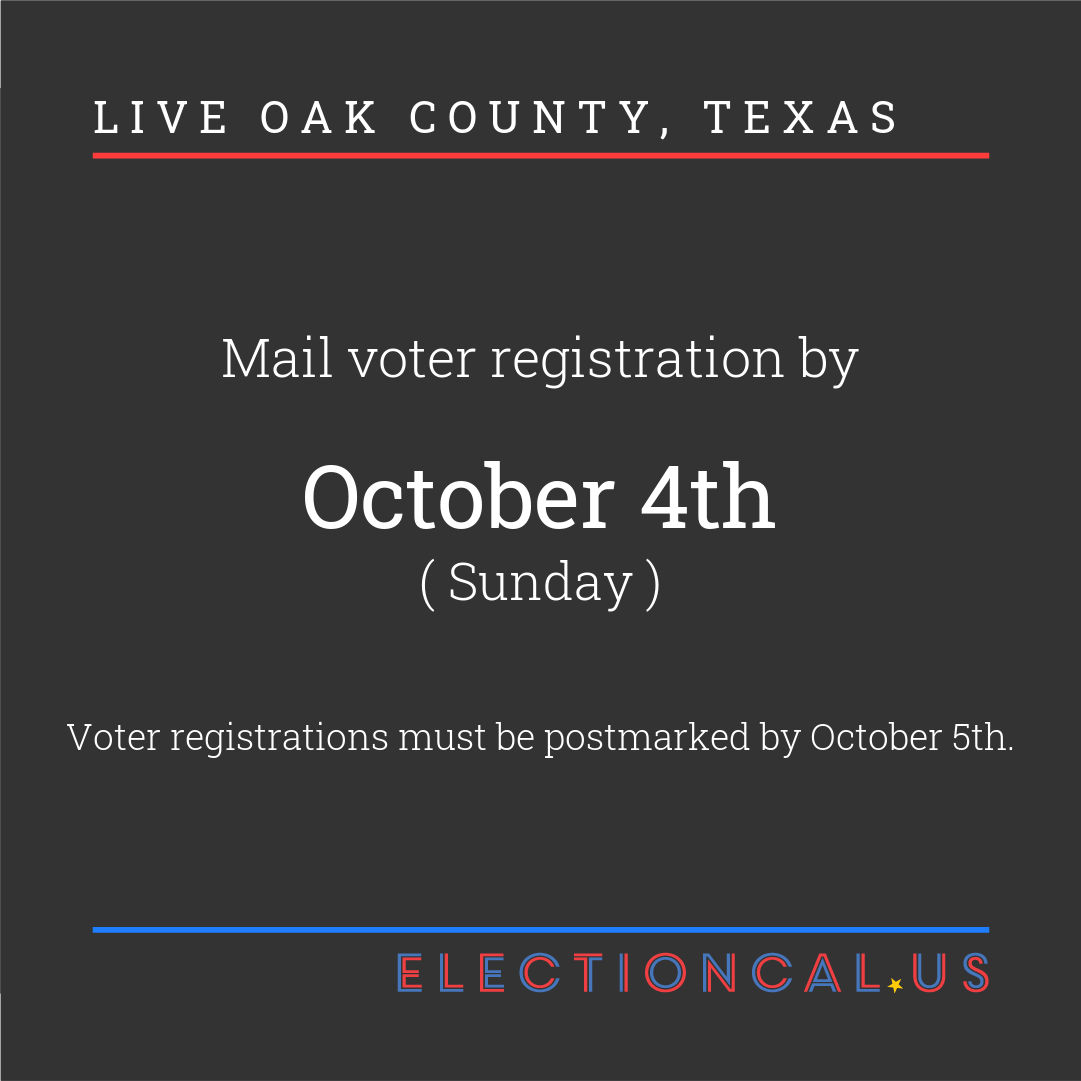 LIVE OAK COUNTY, TEXAS
Mail voter registration by
October 4th
( Sunday )
Voter registrations must be postmarked by October 5th.
ELECTIONCAL.US